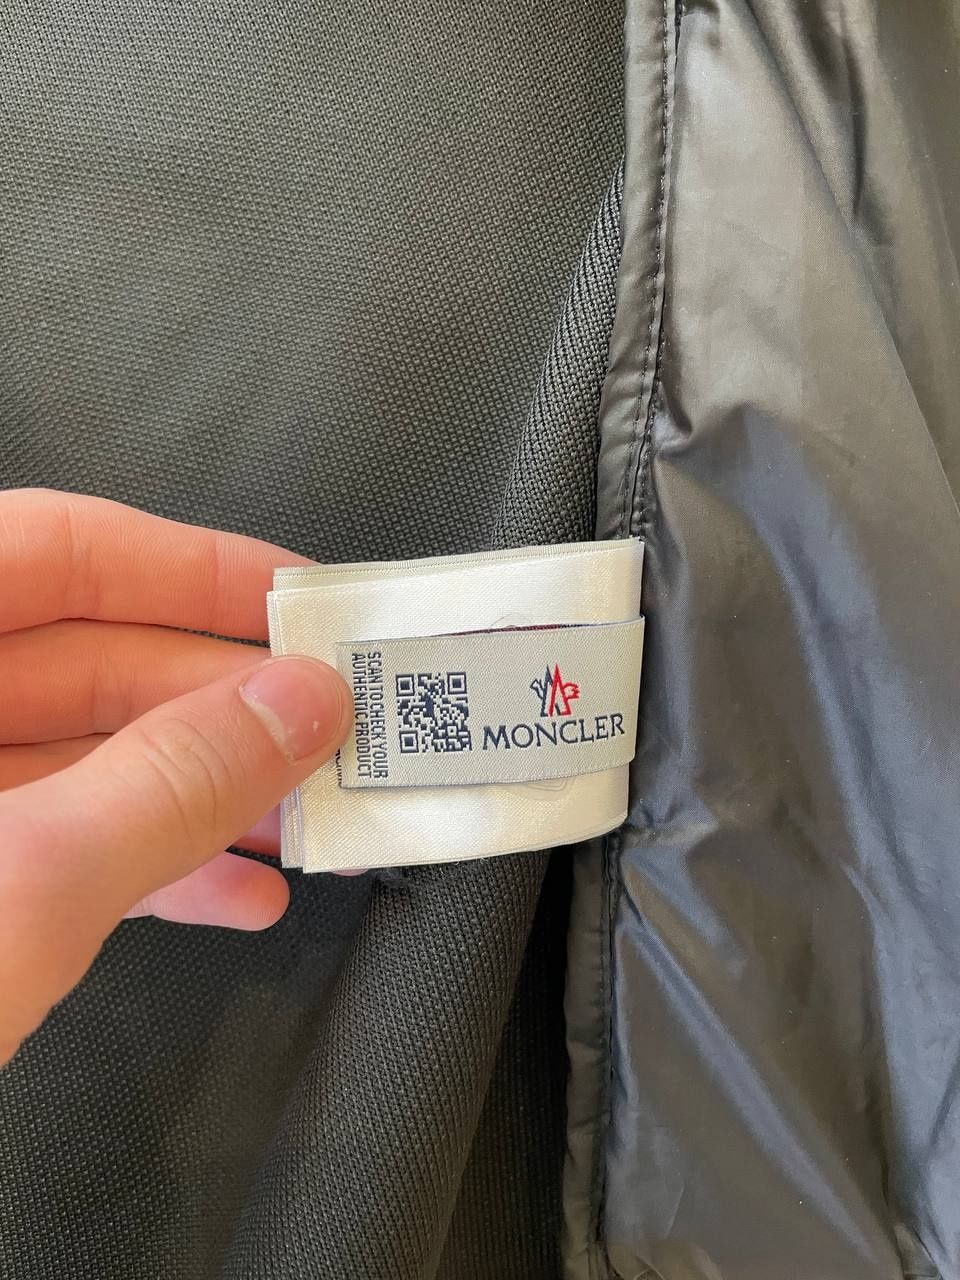 SCAN TO CHECK YOUR
AUTHENTIC PRODUCT
MONCLER